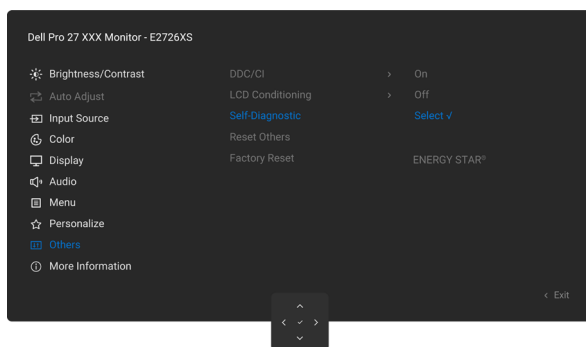 Dell Pro 27 XXX Monitor - E2726XS
Brightness/Contrast
DDC/CI > On
Auto Adjust
LCD Conditioning > Off
Input Source
Self-Diagnostic Select √
Color
Reset Others
Display
Factory Reset ENERGY STAR®
Audio
Menu
Personalize
Others
More Information
< Exit